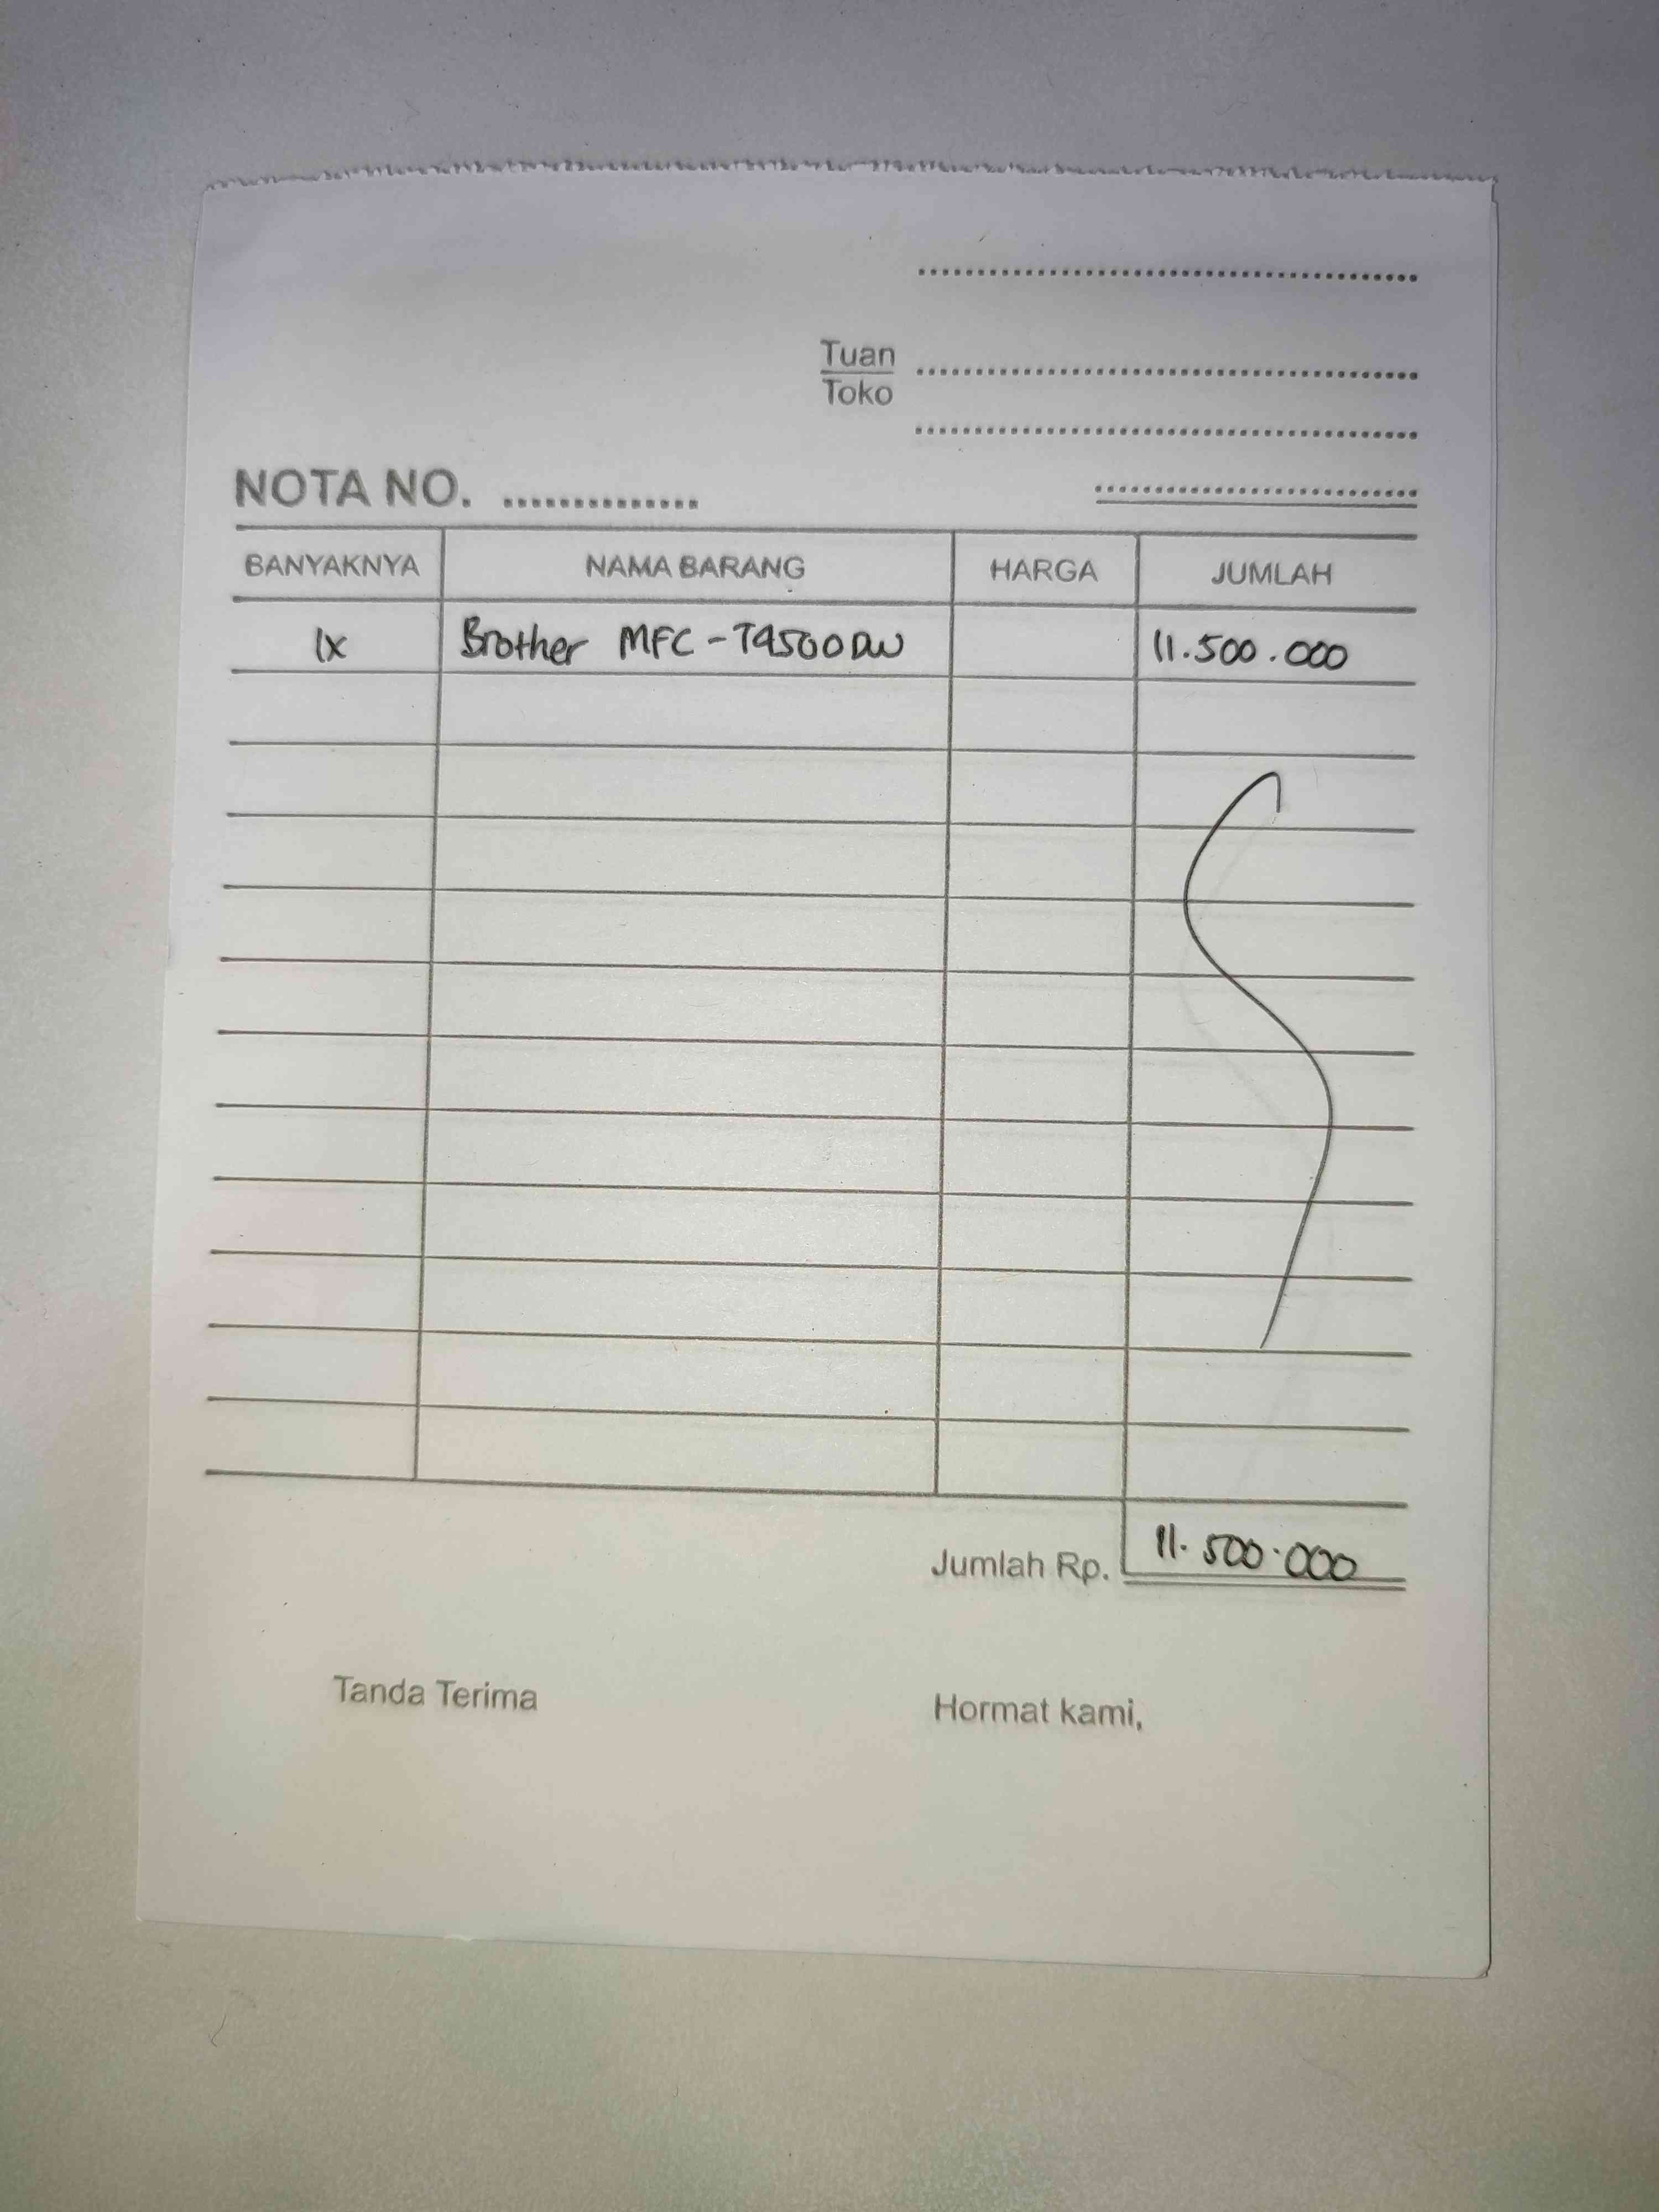 Tuan
Toko
NOTA NO. ..............
BANYAKNYA NAMA BARANG HARGA JUMLAH
1x Brother MFC-T4500DW 11.500.000
Jumlah Rp. 11.500.000
Tanda Terima Hormat kami,